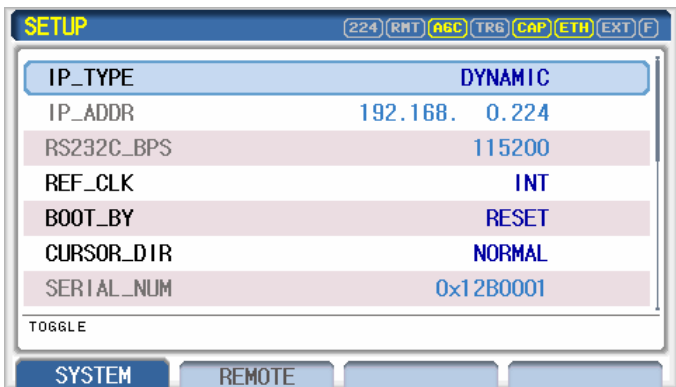 SETUP (224)(RMT)(AGC)(TRG)(CAP)(ETH)(EXT)(F)
IP_TYPE DYNAMIC
IP_ADDR 192.168.  0.224
RS232C_BPS 115200
REF_CLK INT
BOOT_BY RESET
CURSOR_DIR NORMAL
SERIAL_NUM 0x12B0001
TOGGLE
SYSTEM REMOTE